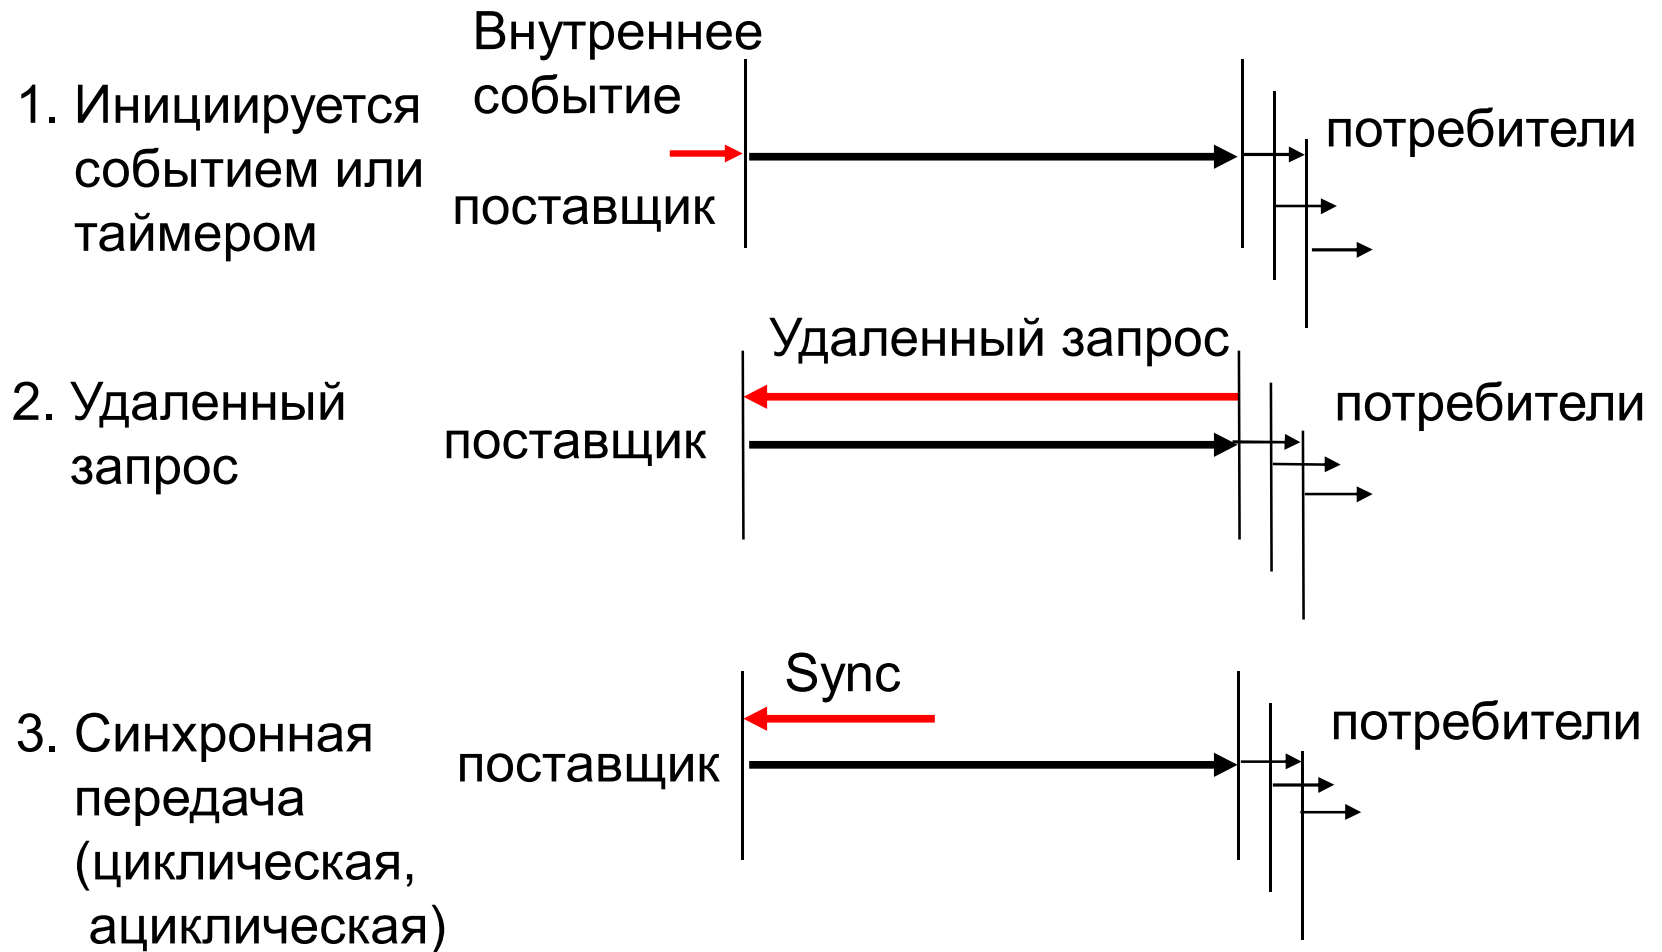 Внутреннее
событие
1. Инициируется
событием или
таймером
поставщик
потребители
Удаленный запрос
2. Удаленный
запрос
поставщик
потребители
Sync
3. Синхронная
передача
(циклическая,
ациклическая)
поставщик
потребители